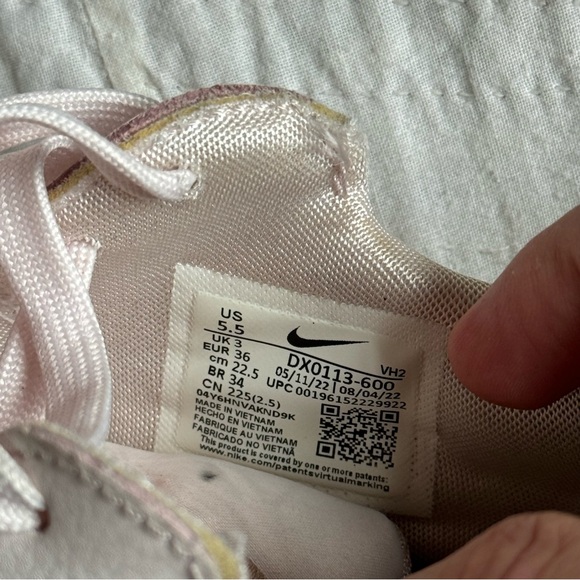 US
5.5
UK 3
EUR 36
cm 22.5
BR 34
CN 225(2.5)
DX0113-600 VH2
05/11/22 | 08/04/22
UPC 00196152229922
04Y6HNVAKND9K
MADE IN VIETNAM
HECHO EN VIETNAM
FABRIQUE AU VIETNAM
FABRICADO NO VIETNÃ
This product is covered by one or more patents:
www.nike.com/patentsvirtualmarking